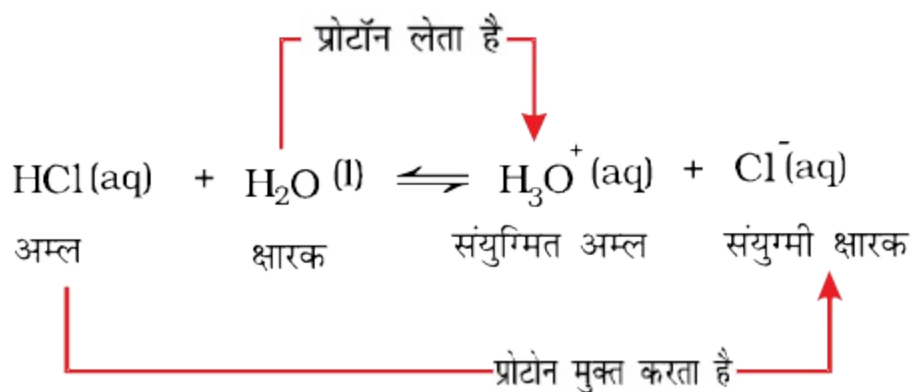 प्रोटॉन लेता है
HCl (aq) + H₂O (l) ⇌ H₃O⁺ (aq) + Cl⁻(aq)
अम्ल क्षारक संयुग्मित अम्ल संयुग्मी क्षारक
प्रोटोन मुक्त करता है